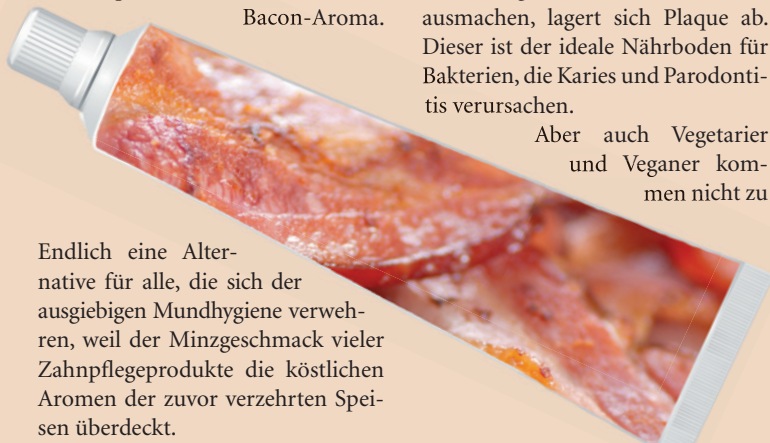 Bacon-Aroma.
Endlich eine Alter-
native für alle, die sich der
ausgiebigen Mundhygiene verweh-
ren, weil der Minzgeschmack vieler
Zahnpflegeprodukte die köstlichen
Aromen der zuvor verzehrten Spei-
sen überdeckt.
ausmachen, lagert sich Plaque ab.
Dieser ist der ideale Nährboden für
Bakterien, die Karies und Parodonti-
tis verursachen.
Aber auch Vegetarier
und Veganer kom-
men nicht zu